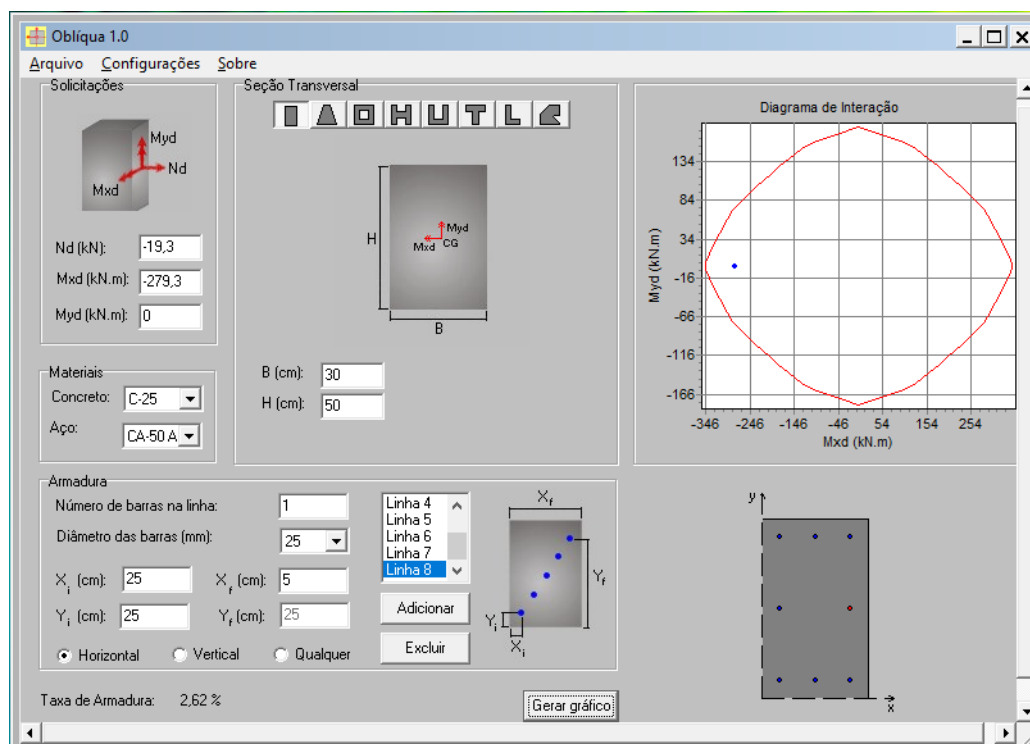 Oblíqua 1.0
Arquivo Configurações Sobre
Solicitações
Myd
Nd
Mxd
Nd (kN): -19,3
Mxd (kN.m): -279,3
Myd (kN.m): 0
Materiais
Concreto: C-25
Aço: CA-50 A
Seção Transversal
H
Myd
Mxd CG
B
B (cm): 30
H (cm): 50
Diagrama de Interação
Myd (kN.m)
134
84
34
-16
-66
-116
-166
-346 -246 -146 -46 54 154 254
Mxd (kN.m)
Armadura
Número de barras na linha: 1
Diâmetro das barras (mm): 25
Xi (cm): 25 Xf (cm): 5
Yi (cm): 25 Yf (cm): 25
Horizontal Vertical Qualquer
Linha 4
Linha 5
Linha 6
Linha 7
Linha 8
Adicionar
Excluir
Xf
Yf
Yi
Xi
y
x
Taxa de Armadura: 2,62 %
Gerar gráfico